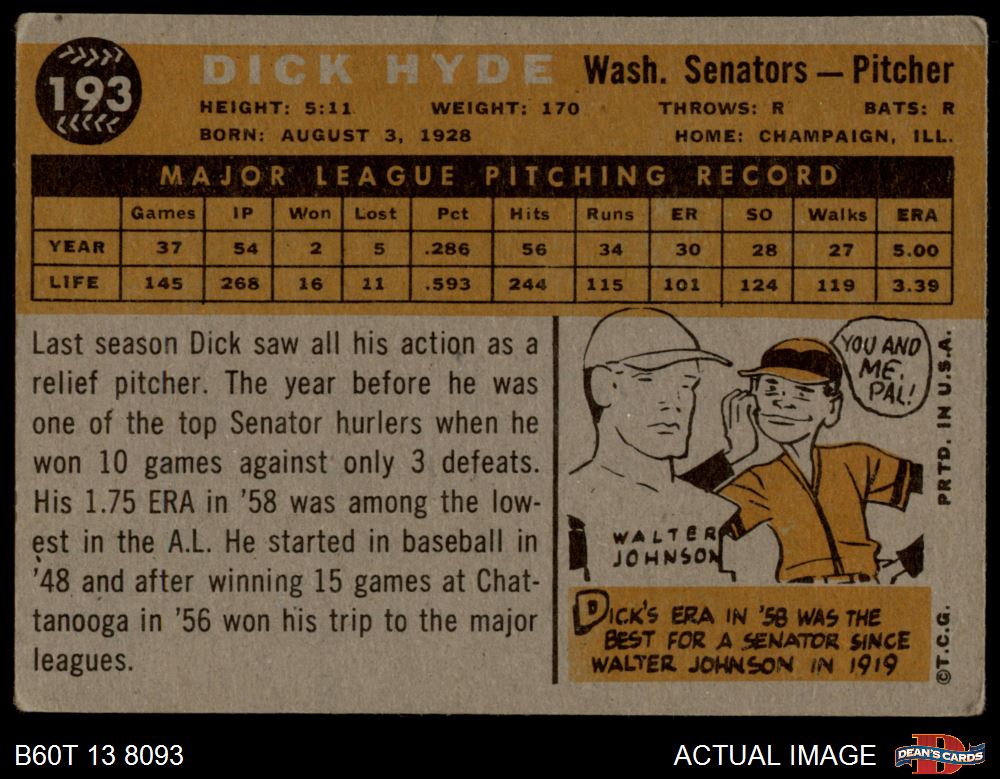 193
DICK HYDE
Wash. Senators — Pitcher
HEIGHT: 5:11 WEIGHT: 170 THROWS: R BATS: R
BORN: AUGUST 3, 1928 HOME: CHAMPAIGN, ILL.
MAJOR LEAGUE PITCHING RECORD
Games IP Won Lost Pct Hits Runs ER SO Walks ERA
YEAR 37 54 2 5 .286 56 34 30 28 27 5.00
LIFE 145 268 16 11 .593 244 115 101 124 119 3.39
Last season Dick saw all his action as a
relief pitcher. The year before he was
one of the top Senator hurlers when he
won 10 games against only 3 defeats.
His 1.75 ERA in '58 was among the low-
est in the A.L. He started in baseball in
'48 and after winning 15 games at Chat-
tanooga in '56 won his trip to the major
leagues.
YOU AND
ME,
PAL!
WALTER
JOHNSON
DICK'S ERA IN '58 WAS THE
BEST FOR A SENATOR SINCE
WALTER JOHNSON IN 1919
PRTD. IN U.S.A.
©T.C.G.
B60T 13 8093
ACTUAL IMAGE
DEAN'S CARDS